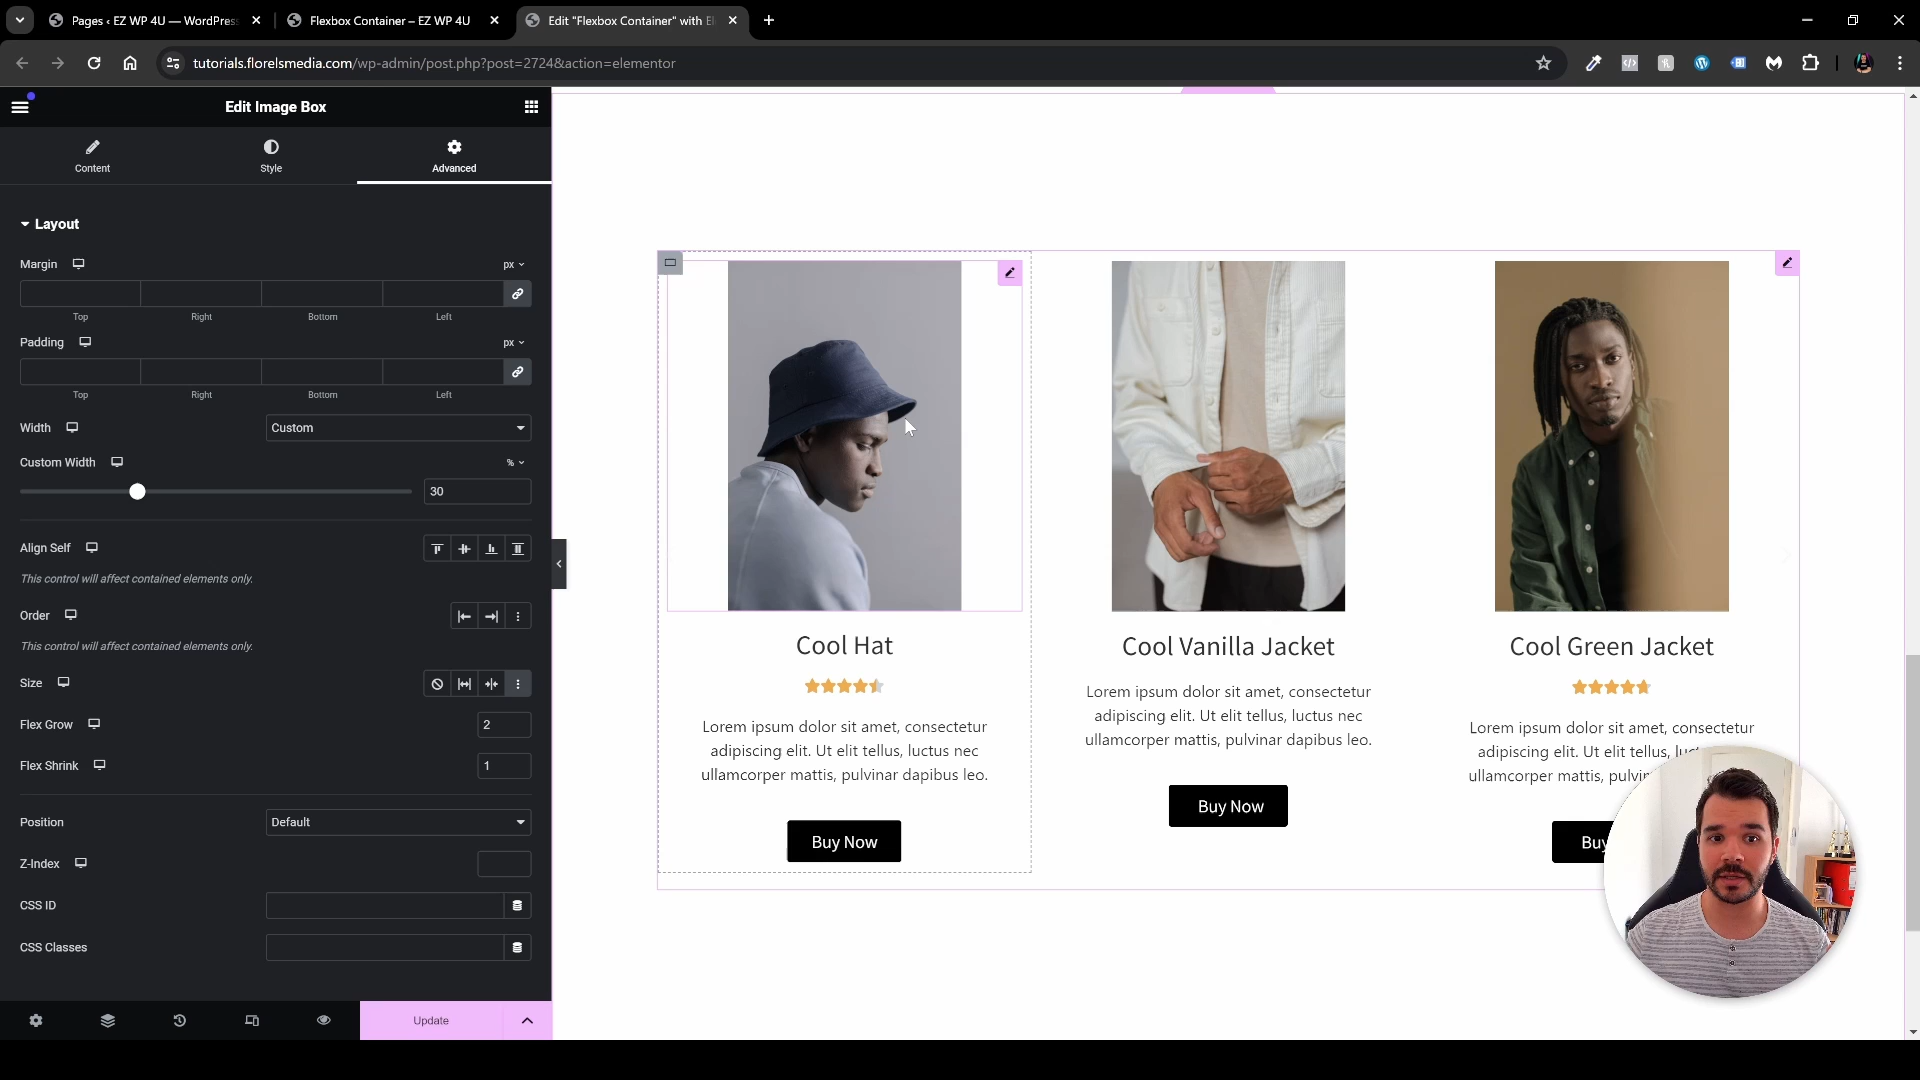 Pages ‹ EZ WP 4U — WordPress
Flexbox Container – EZ WP 4U
Edit "Flexbox Container" with El
tutorials.florelsmedia.com/wp-admin/post.php?post=2724&action=elementor
Edit Image Box
Content
Style
Advanced
Layout
Margin
px
Top
Right
Bottom
Left
Padding
px
Top
Right
Bottom
Left
Width
Custom
Custom Width
%
30
Align Self
This control will affect contained elements only.
Order
This control will affect contained elements only.
Size
Flex Grow
2
Flex Shrink
1
Position
Default
Z-Index
CSS ID
CSS Classes
Update
Cool Hat
Lorem ipsum dolor sit amet, consectetur
adipiscing elit. Ut elit tellus, luctus nec
ullamcorper mattis, pulvinar dapibus leo.
Buy Now
Cool Vanilla Jacket
Lorem ipsum dolor sit amet, consectetur
adipiscing elit. Ut elit tellus, luctus nec
ullamcorper mattis, pulvinar dapibus leo.
Buy Now
Cool Green Jacket
Lorem ipsum dolor sit amet, consectetur
adipiscing elit. Ut elit tellus,
ullamcorper mattis,
Buy